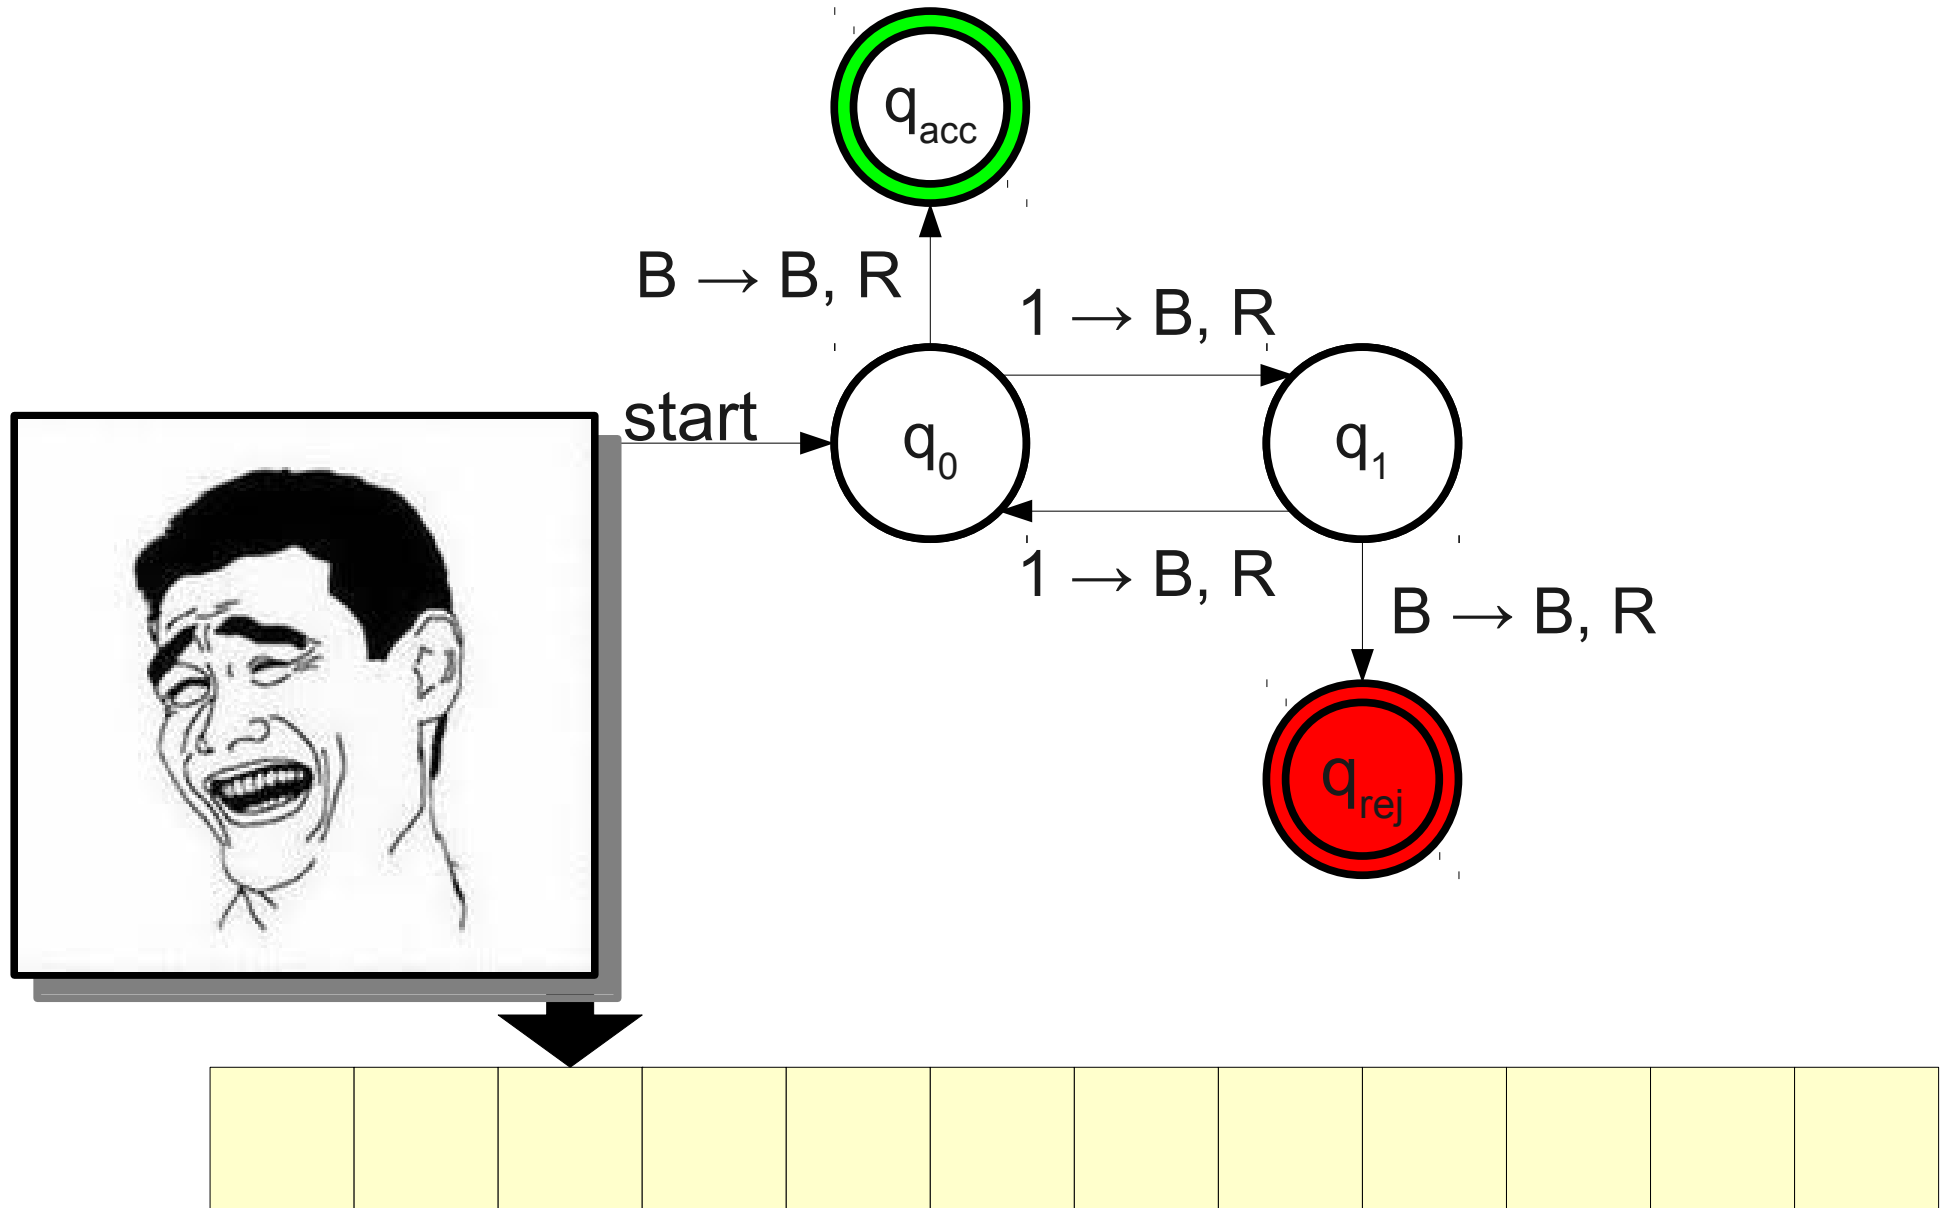 q_acc
B → B, R
1 → B, R
start
q_0
q_1
1 → B, R
B → B, R
q_rej